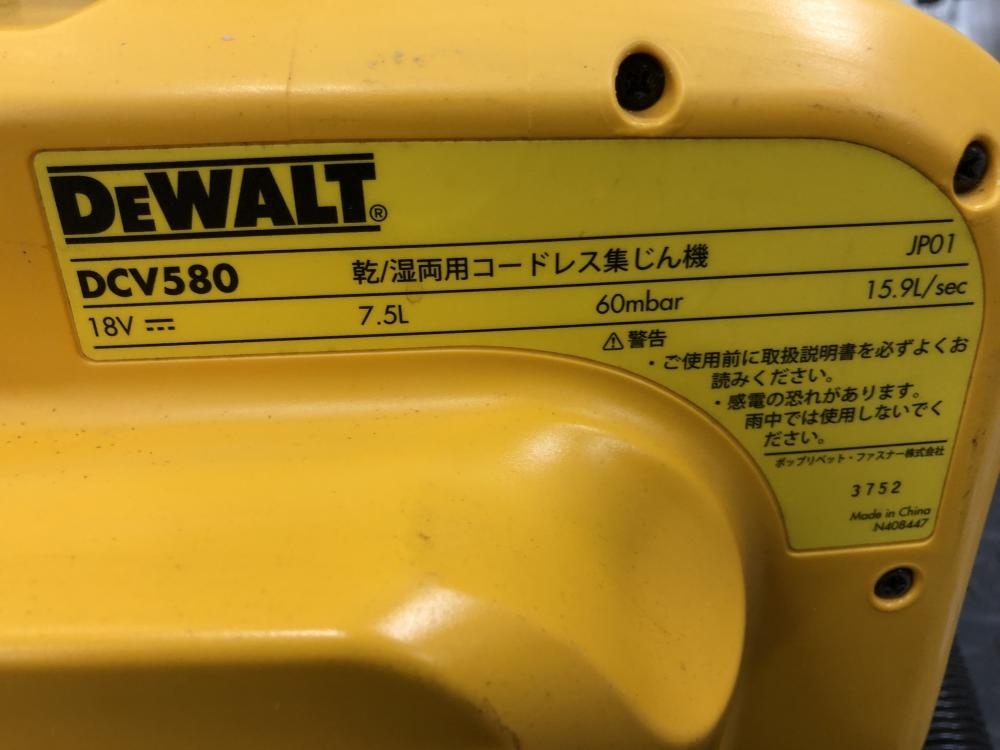 DEWALT®
DCV580 乾/湿両用コードレス集じん機 JP01
18V ⎓ 7.5L 60mbar 15.9L/sec
⚠警告
・ご使用前に取扱説明書を必ずよくお
読みください。
・感電の恐れがあります。
雨中では使用しないでく
ださい。
ポップリベット・ファスナー株式会社
3752
Made in China
N408447